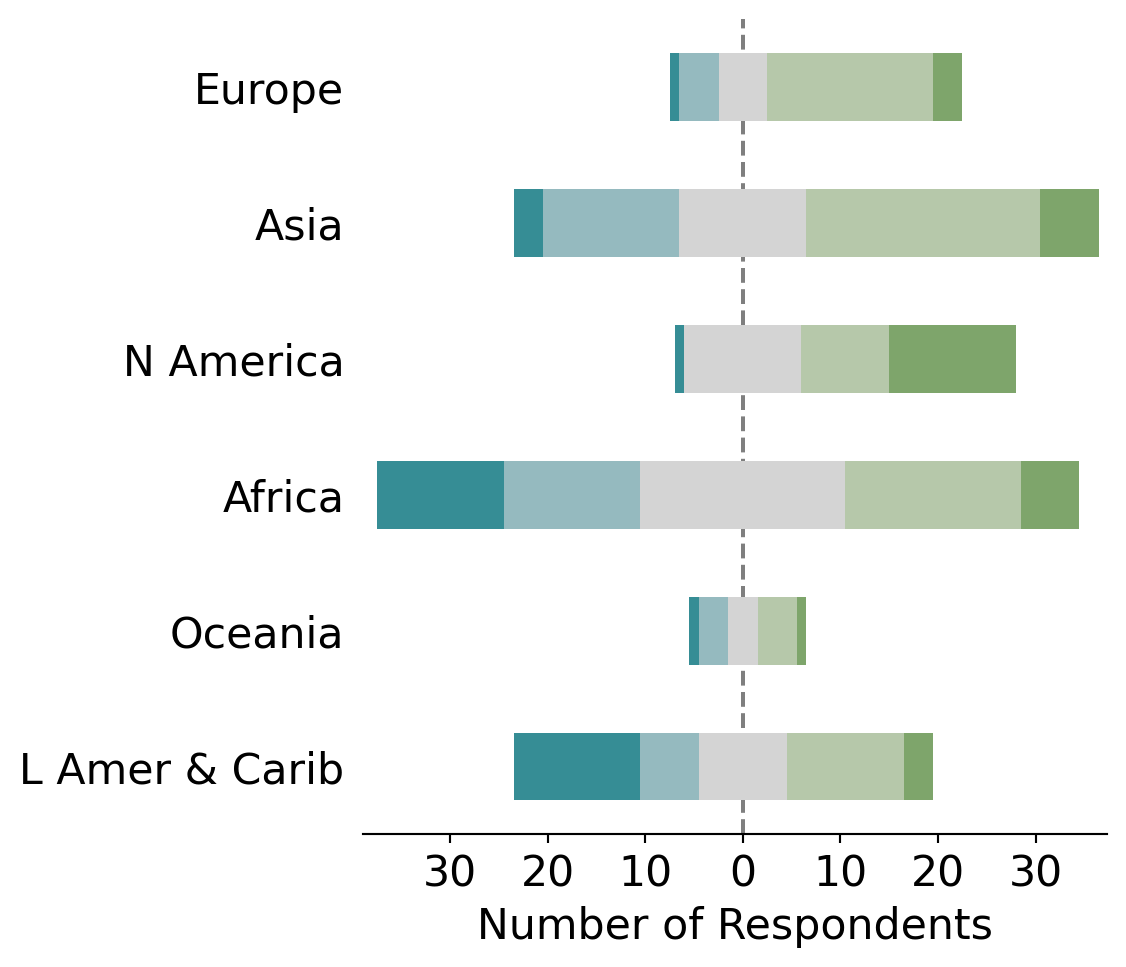 Europe
Asia
N America
Africa
Oceania
L Amer & Carib
30 20 10 0 10 20 30
Number of Respondents